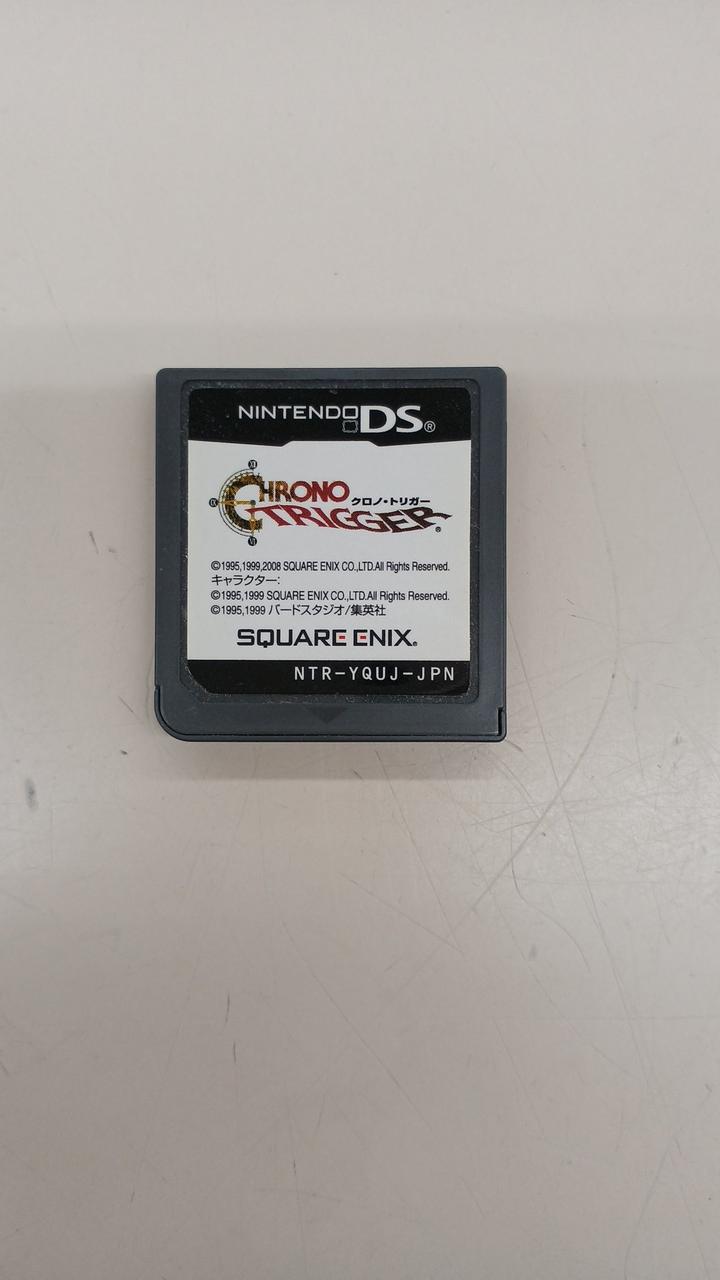 NINTENDO DS®
CHRONO
クロノ・トリガー
TRIGGER®
©1995,1999,2008 SQUARE ENIX CO.,LTD.All Rights Reserved.
キャラクター:
©1995,1999 SQUARE ENIX CO.,LTD.All Rights Reserved.
©1995,1999 バードスタジオ/集英社
SQUARE ENIX®
NTR-YQUJ-JPN